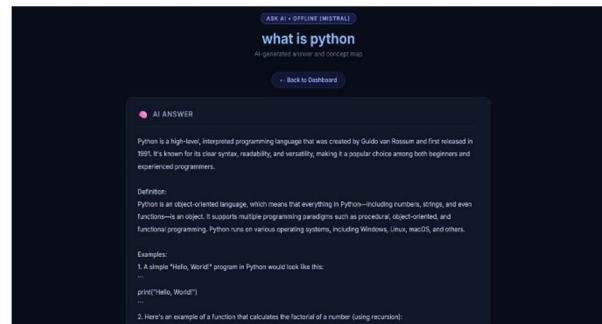 ASK AI • OFFLINE (MISTRAL)
what is python
AI-generated answer and concept map
← Back to Dashboard
AI ANSWER
Python is a high-level, interpreted programming language that was created by Guido van Rossum and first released in
1991. It's known for its clear syntax, readability, and versatility, making it a popular choice among both beginners and
experienced programmers.
Definition:
Python is an object-oriented language, which means that everything in Python—including numbers, strings, and even
functions—is an object. It supports multiple programming paradigms such as procedural, object-oriented, and
functional programming. Python runs on various operating systems, including Windows, Linux, macOS, and others.
Examples:
1. A simple "Hello, World!" program in Python would look like this:
```
print("Hello, World!")
```
2. Here's an example of a function that calculates the factorial of a number (using recursion):